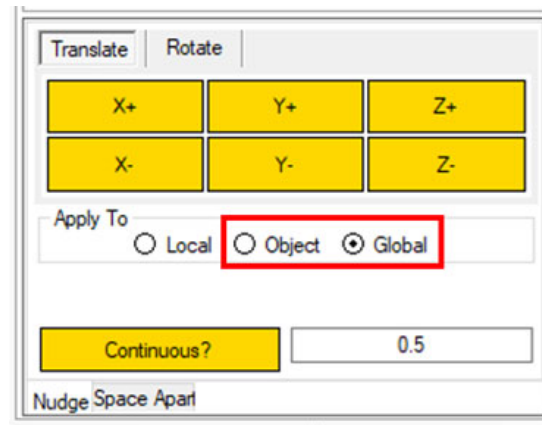 Translate Rotate
X+ Y+ Z+
X- Y- Z-
Apply To
Local Object Global
Continuous? 0.5
Nudge Space Apart